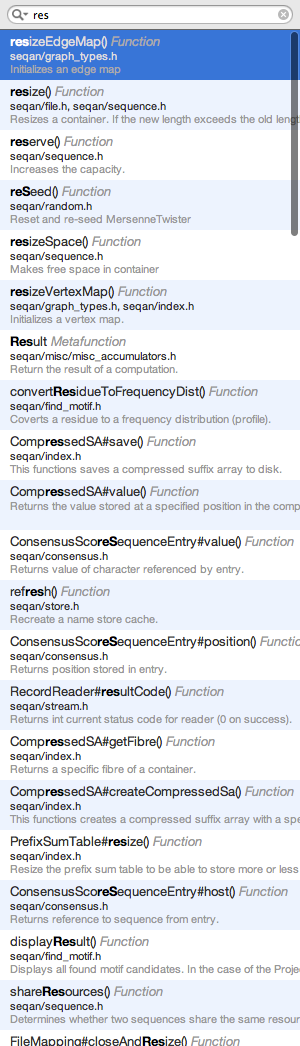 res
resizeEdgeMap() Function
seqan/graph_types.h
Initializes an edge map
resize() Function
seqan/file.h, seqan/sequence.h
Resizes a container. If the new length exceeds the old length
reserve() Function
seqan/sequence.h
Increases the capacity.
reSeed() Function
seqan/random.h
Reset and re-seed MersenneTwister
resizeSpace() Function
seqan/sequence.h
Makes free space in container
resizeVertexMap() Function
seqan/graph_types.h, seqan/index.h
Initializes a vertex map.
Result Metafunction
seqan/misc/misc_accumulators.h
Return the result of a computation.
convertResidueToFrequencyDist() Function
seqan/find_motif.h
Coverts a residue to a frequency distribution (profile).
CompressedSA#save() Function
seqan/index.h
This functions saves a compressed suffix array to disk.
CompressedSA#value() Function
Returns the value stored at a specified position in the comp
ConsensusScoreSequenceEntry#value() Function
seqan/consensus.h
Returns value of character referenced by entry.
refresh() Function
seqan/store.h
Recreate a name store cache.
ConsensusScoreSequenceEntry#position() Functio
seqan/consensus.h
Returns position stored in entry.
RecordReader#resultCode() Function
seqan/stream.h
Returns int current status code for reader (0 on success).
CompressedSA#getFibre() Function
seqan/index.h
Returns a specific fibre of a container.
CompressedSA#createCompressedSa() Function
seqan/index.h
This functions creates a compressed suffix array with a spe
PrefixSumTable#resize() Function
seqan/index.h
Resize the prefix sum table to be able to store more or less
ConsensusScoreSequenceEntry#host() Function
seqan/consensus.h
Returns reference to sequence from entry.
displayResult() Function
seqan/find_motif.h
Displays all found motif candidates. In the case of the Proje
shareResources() Function
seqan/sequence.h
Determines whether two sequences share the same resour
FileMapping#closeAndResize() Function